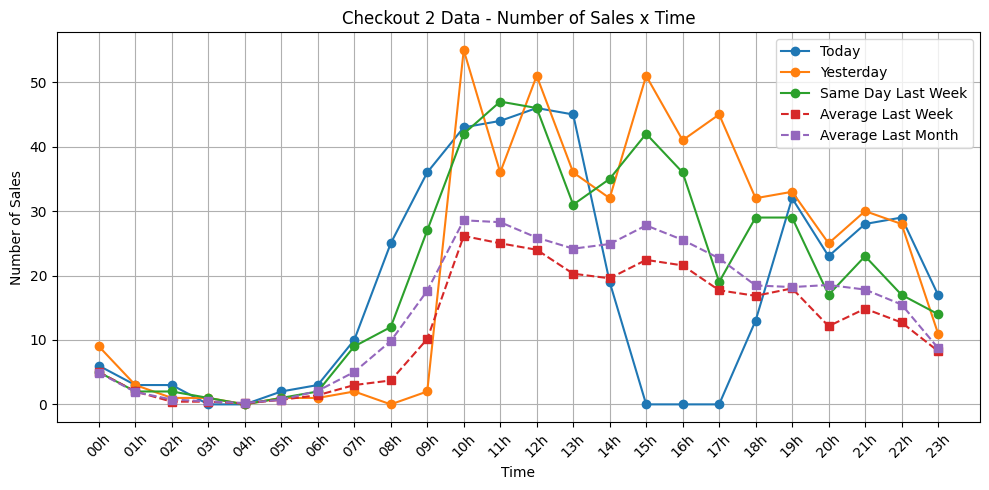 Checkout 2 Data - Number of Sales x Time
Today
Yesterday
Same Day Last Week
Average Last Week
Average Last Month
Number of Sales
50
40
30
20
10
0
00h 01h 02h 03h 04h 05h 06h 07h 08h 09h 10h 11h 12h 13h 14h 15h 16h 17h 18h 19h 20h 21h 22h 23h
Time